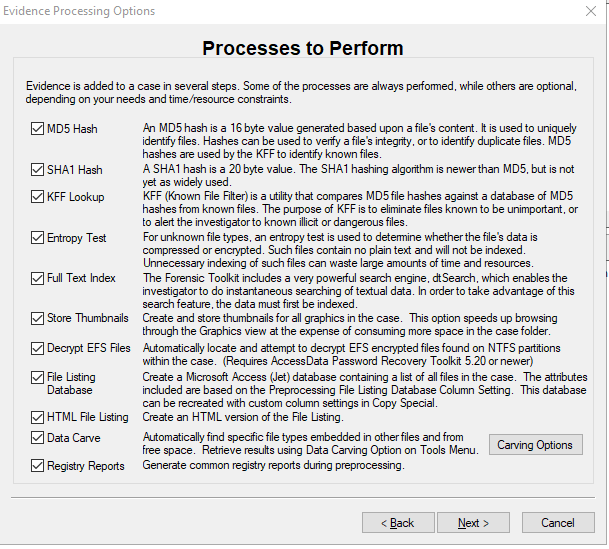 Evidence Processing Options
Processes to Perform
Evidence is added to a case in several steps. Some of the processes are always performed, while others are optional,
depending on your needs and time/resource constraints.
MD5 Hash
An MD5 hash is a 16 byte value generated based upon a file's content. It is used to uniquely
identify files. Hashes can be used to verify a file's integrity, or to identify duplicate files. MD5
hashes are used by the KFF to identify known files.
SHA1 Hash
A SHA1 hash is a 20 byte value. The SHA1 hashing algorithm is newer than MD5, but is not
yet as widely used.
KFF Lookup
KFF (Known File Filter) is a utility that compares MD5 file hashes against a database of MD5
hashes from known files. The purpose of KFF is to eliminate files known to be unimportant, or
to alert the investigator to known illicit or dangerous files.
Entropy Test
For unknown file types, an entropy test is used to determine whether the file's data is
compressed or encrypted. Such files contain no plain text and will not be indexed.
Unnecessary indexing of such files can waste large amounts of time and resources.
Full Text Index
The Forensic Toolkit includes a very powerful search engine, dtSearch, which enables the
investigator to do instantaneous searching of textual data. In order to take advantage of this
search feature, the data must first be indexed.
Store Thumbnails
Create and store thumbnails for all graphics in the case. This option speeds up browsing
through the Graphics view at the expense of consuming more space in the case folder.
Decrypt EFS Files
Automatically locate and attempt to decrypt EFS encrypted files found on NTFS partitions
within the case. (Requires AccessData Password Recovery Toolkit 5.20 or newer)
File Listing
Database
Create a Microsoft Access (Jet) database containing a list of all files in the case. The attributes
included are based on the Preprocessing File Listing Database Column Setting. This database
can be recreated with custom column settings in Copy Special.
HTML File Listing
Create an HTML version of the File Listing.
Data Carve
Automatically find specific file types embedded in other files and from
free space. Retrieve results using Data Carving Option on Tools Menu.
Carving Options
Registry Reports
Generate common registry reports during preprocessing.
< Back
Next >
Cancel